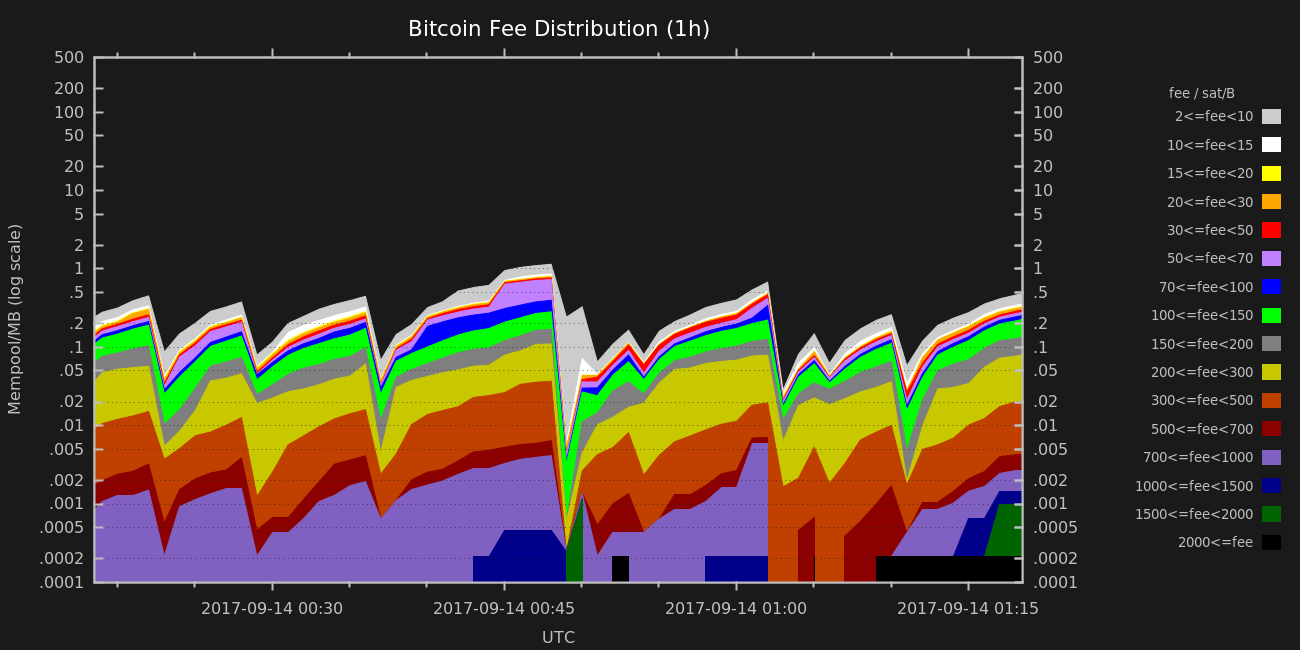 Bitcoin Fee Distribution (1h)
Mempool/MB (log scale)
500
200
100
50
20
10
5
2
1
.5
.2
.1
.05
.02
.01
.005
.002
.001
.0005
.0002
.0001
500
200
100
50
20
10
5
2
1
.5
.2
.1
.05
.02
.01
.005
.002
.001
.0005
.0002
.0001
2017-09-14 00:30
2017-09-14 00:45
2017-09-14 01:00
2017-09-14 01:15
UTC
fee / sat/B
2<=fee<10
10<=fee<15
15<=fee<20
20<=fee<30
30<=fee<50
50<=fee<70
70<=fee<100
100<=fee<150
150<=fee<200
200<=fee<300
300<=fee<500
500<=fee<700
700<=fee<1000
1000<=fee<1500
1500<=fee<2000
2000<=fee